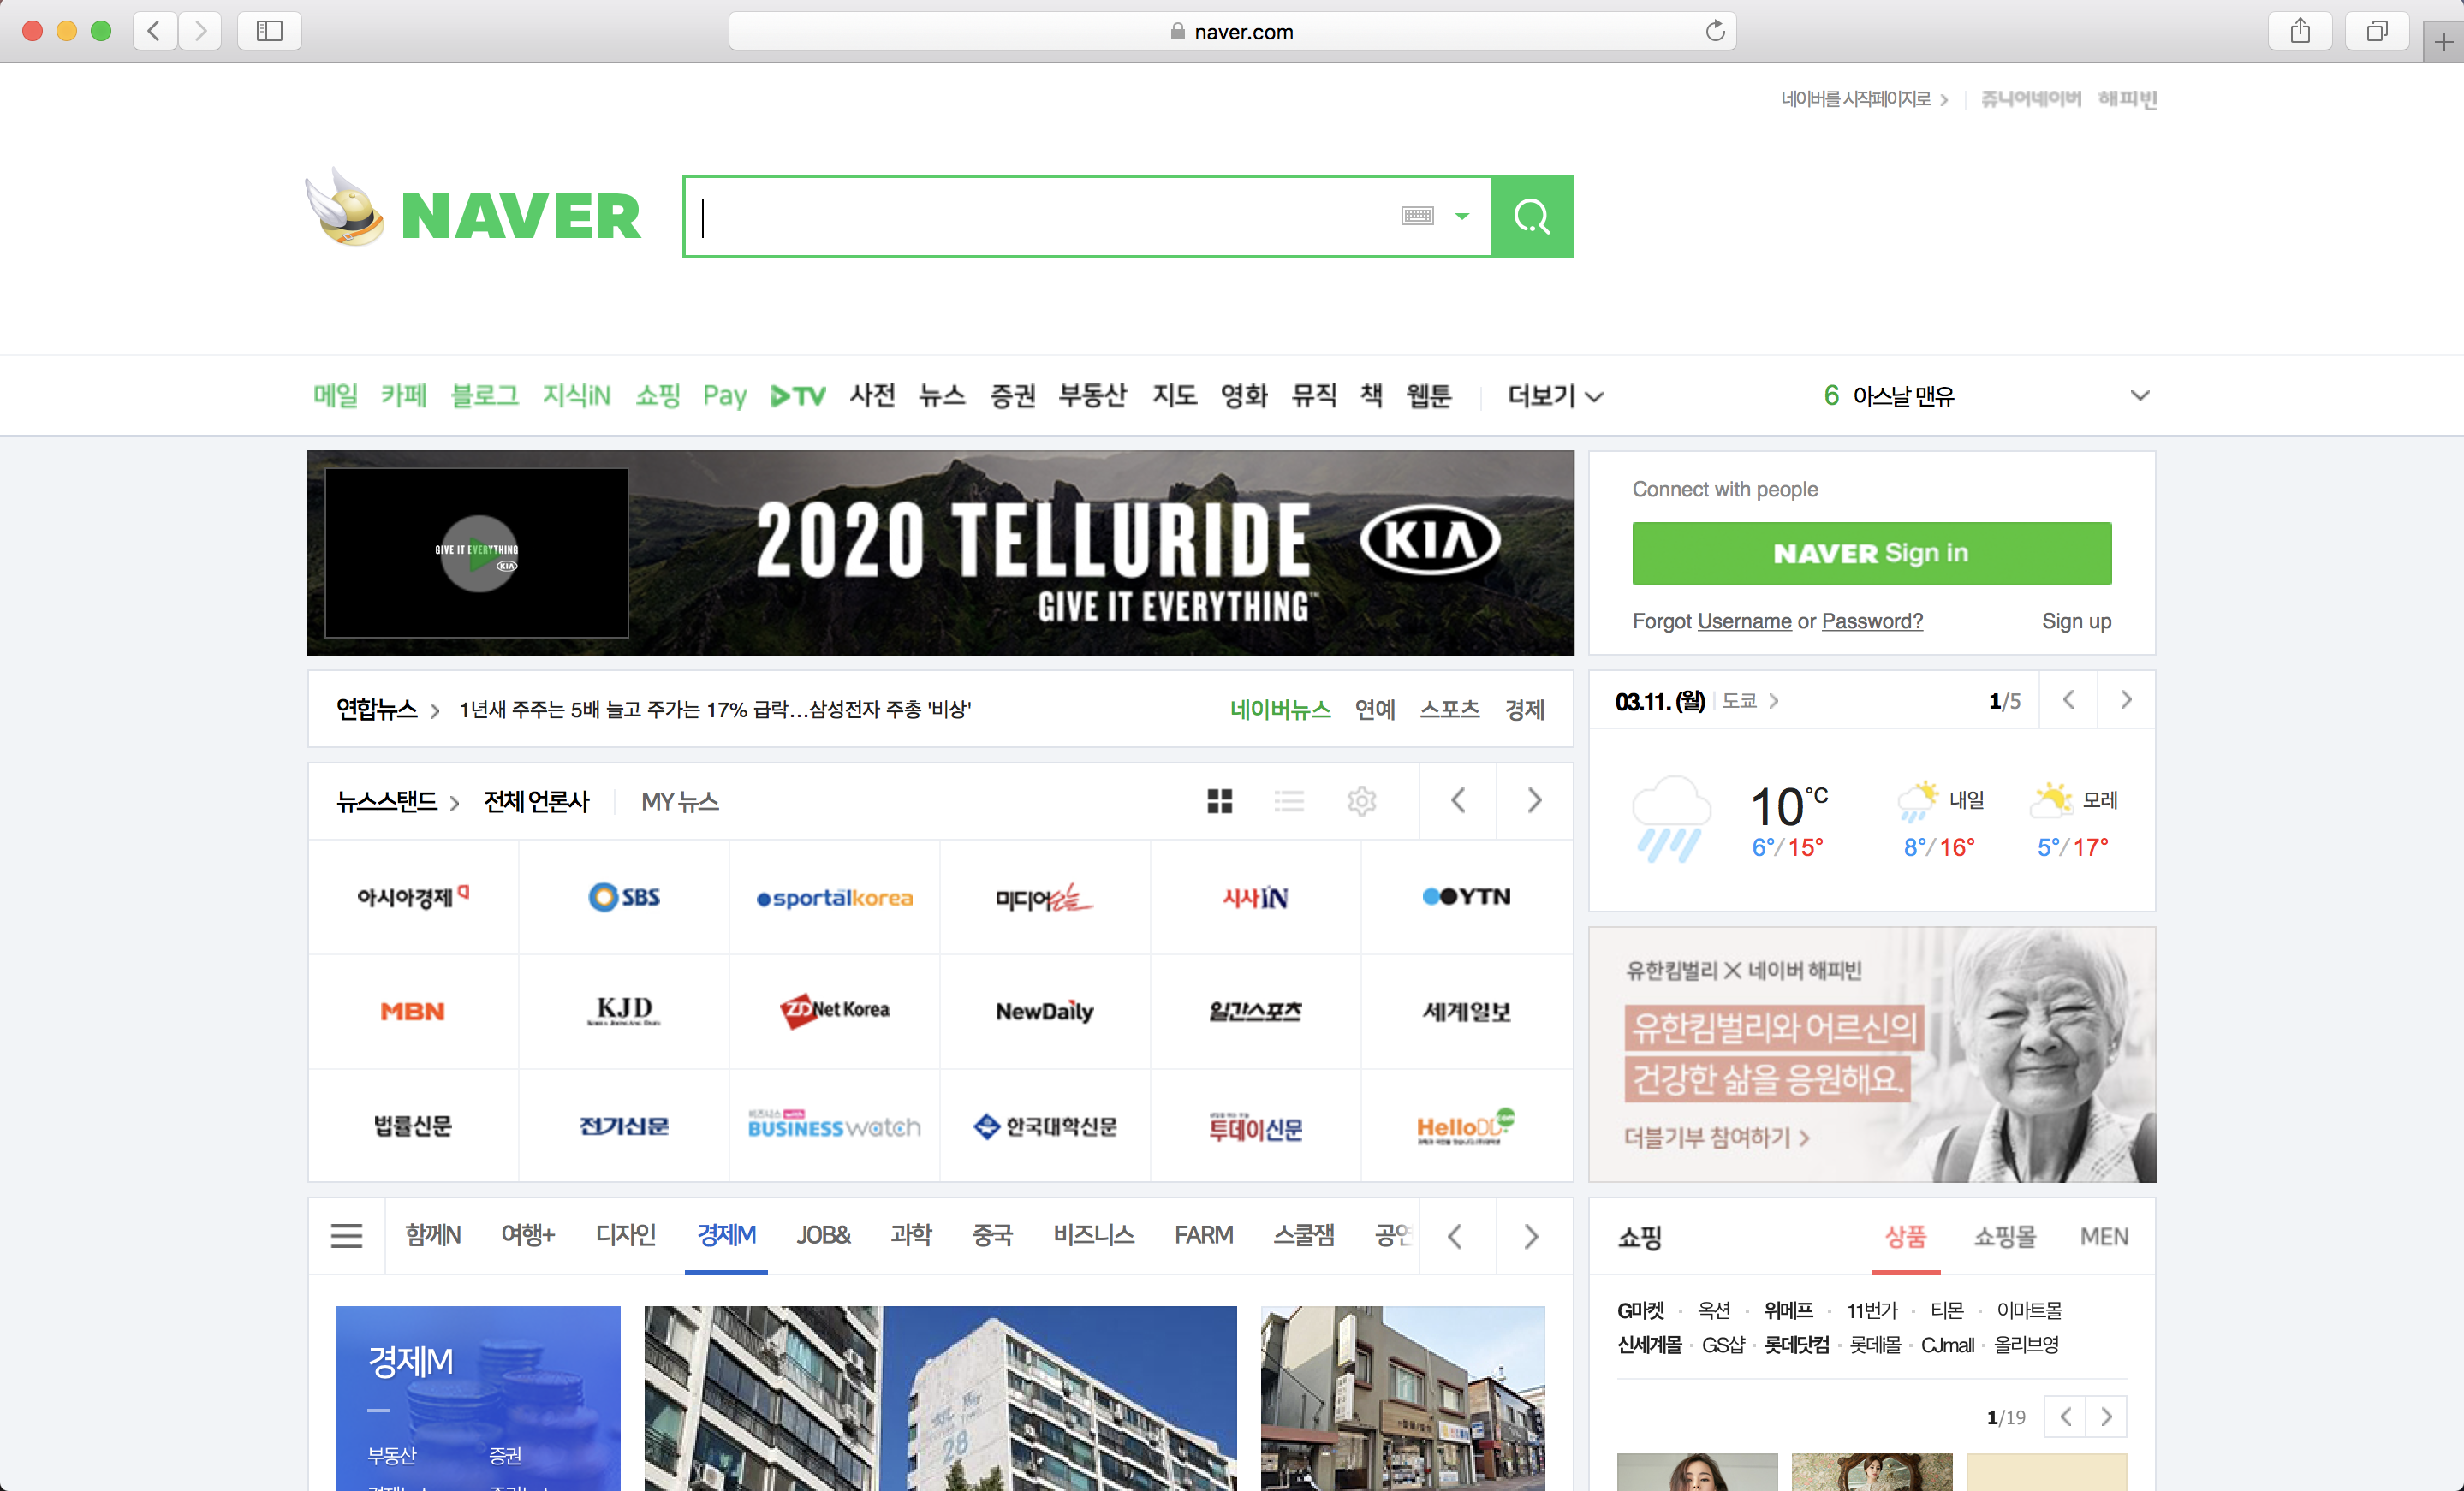 naver.com
네이버를 시작페이지로
쥬니어네이버 해피빈
NAVER
메일 카페 블로그 지식iN 쇼핑 Pay TV 사전 뉴스 증권 부동산 지도 영화 뮤직 책 웹툰 더보기
6 아스날 맨유
GIVE IT EVERYTHING
KIA
2020 TELLURIDE
KIA
GIVE IT EVERYTHING™
Connect with people
NAVER Sign in
Forgot Username or Password?
Sign up
연합뉴스 1년새 주주는 5배 늘고 주가는 17% 급락...삼성전자 주총 '비상'
네이버뉴스 연예 스포츠 경제
03.11. (월) 도쿄
1/5
10°C
6°/15°
내일
8°/16°
모레
5°/17°
뉴스스탠드 전체 언론사 MY 뉴스
아시아경제 SBS sportalkorea 미디어오늘 시사IN YTN
MBN KJD ZDNet Korea NewDaily 일간스포츠 세계일보
법률신문 전기신문 비즈니스 with BUSINESSwatch 한국대학신문 투데이신문 HelloDD.com
유한킴벌리 X 네이버 해피빈
유한킴벌리와 어르신의
건강한 삶을 응원해요.
더블기부 참여하기
함께N 여행+ 디자인 경제M JOB& 과학 중국 비즈니스 FARM 스쿨잼
경제M
부동산 증권
28
쇼핑
상품 쇼핑몰 MEN
G마켓 · 옥션 · 위메프 · 11번가 · 티몬 · 이마트몰
신세계몰 · GS샵 · 롯데닷컴 · 롯데i몰 · CJmall · 올리브영
1/19